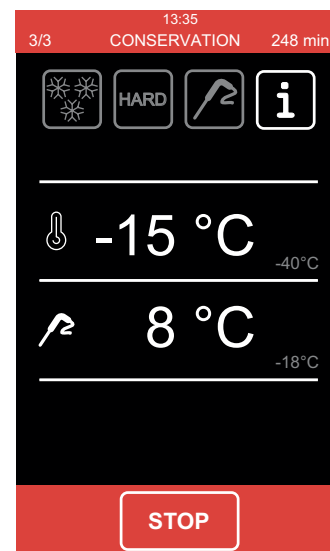 13:35
3/3 CONSERVATION 248 min
HARD i
-15 °C -40°C
8 °C -18°C
STOP